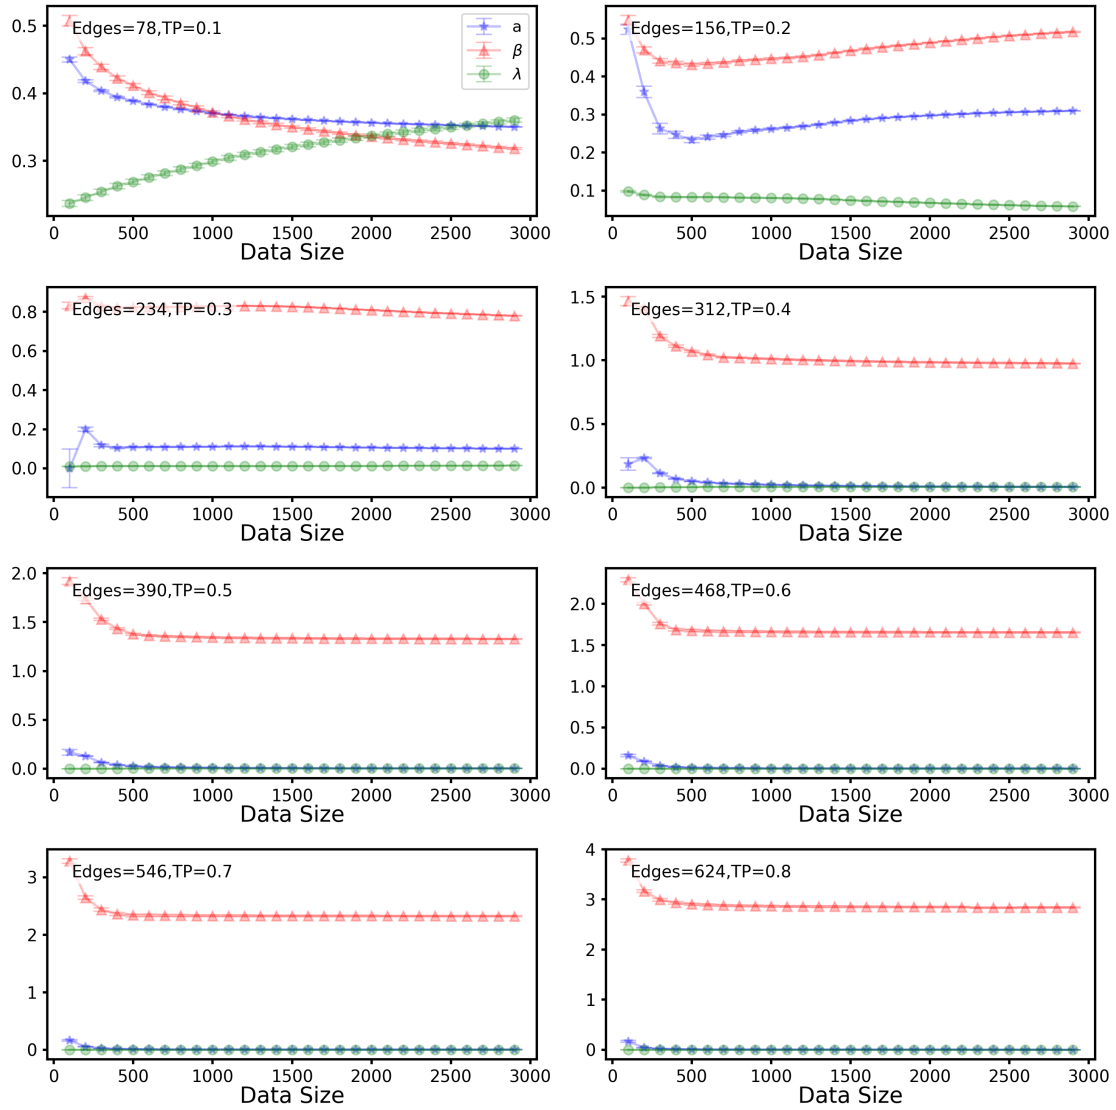 Edges=78,TP=0.1
a
β
λ
0.5
0.4
0.3
0 500 1000 1500 2000 2500 3000
Data Size
Edges=156,TP=0.2
0.5
0.4
0.3
0.2
0.1
0 500 1000 1500 2000 2500 3000
Data Size
Edges=234,TP=0.3
0.8
0.6
0.4
0.2
0.0
0 500 1000 1500 2000 2500 3000
Data Size
Edges=312,TP=0.4
1.5
1.0
0.5
0.0
0 500 1000 1500 2000 2500 3000
Data Size
Edges=390,TP=0.5
2.0
1.5
1.0
0.5
0.0
0 500 1000 1500 2000 2500 3000
Data Size
Edges=468,TP=0.6
2.0
1.5
1.0
0.5
0.0
0 500 1000 1500 2000 2500 3000
Data Size
Edges=546,TP=0.7
3
2
1
0
0 500 1000 1500 2000 2500 3000
Data Size
Edges=624,TP=0.8
4
3
2
1
0
0 500 1000 1500 2000 2500 3000
Data Size